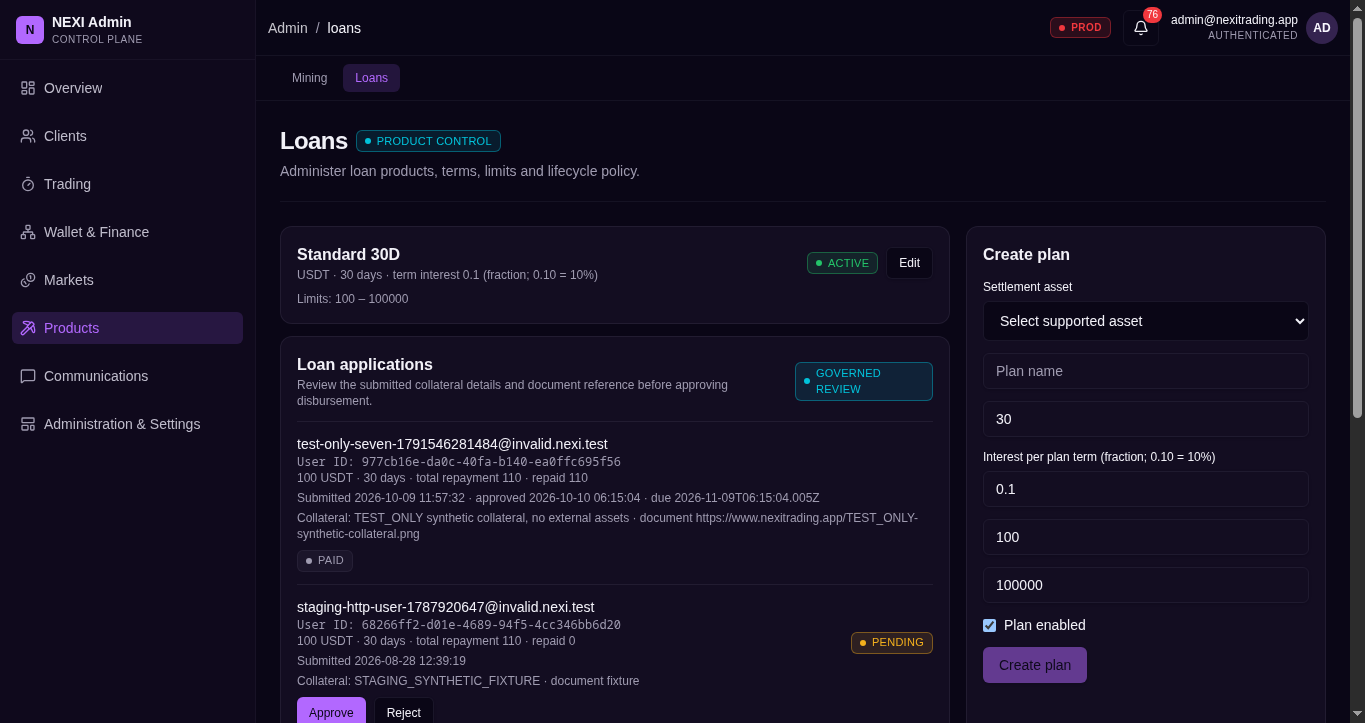 N
NEXI Admin
CONTROL PLANE
Overview
Clients
Trading
Wallet & Finance
Markets
Products
Communications
Administration & Settings
Admin / loans
PROD
76
admin@nexitrading.app
AUTHENTICATED
AD
Mining
Loans
Loans
PRODUCT CONTROL
Administer loan products, terms, limits and lifecycle policy.
Standard 30D
USDT · 30 days · term interest 0.1 (fraction; 0.10 = 10%)
Limits: 100 – 100000
ACTIVE
Edit
Loan applications
Review the submitted collateral details and document reference before approving
disbursement.
GOVERNED
REVIEW
test-only-seven-1791546281484@invalid.nexi.test
User ID: 977cb16e-da0c-40fa-b140-ea0ffc695f56
100 USDT · 30 days · total repayment 110 · repaid 110
Submitted 2026-10-09 11:57:32 · approved 2026-10-10 06:15:04 · due 2026-11-09T06:15:04.005Z
Collateral: TEST_ONLY synthetic collateral, no external assets · document https://www.nexitrading.app/TEST_ONLY-
synthetic-collateral.png
PAID
staging-http-user-1787920647@invalid.nexi.test
User ID: 68266ff2-d01e-4689-94f5-4cc346bb6d20
100 USDT · 30 days · total repayment 110 · repaid 0
Submitted 2026-08-28 12:39:19
Collateral: STAGING_SYNTHETIC_FIXTURE · document fixture
PENDING
Approve
Reject
Create plan
Settlement asset
Select supported asset
Plan name
30
Interest per plan term (fraction; 0.10 = 10%)
0.1
100
100000
Plan enabled
Create plan